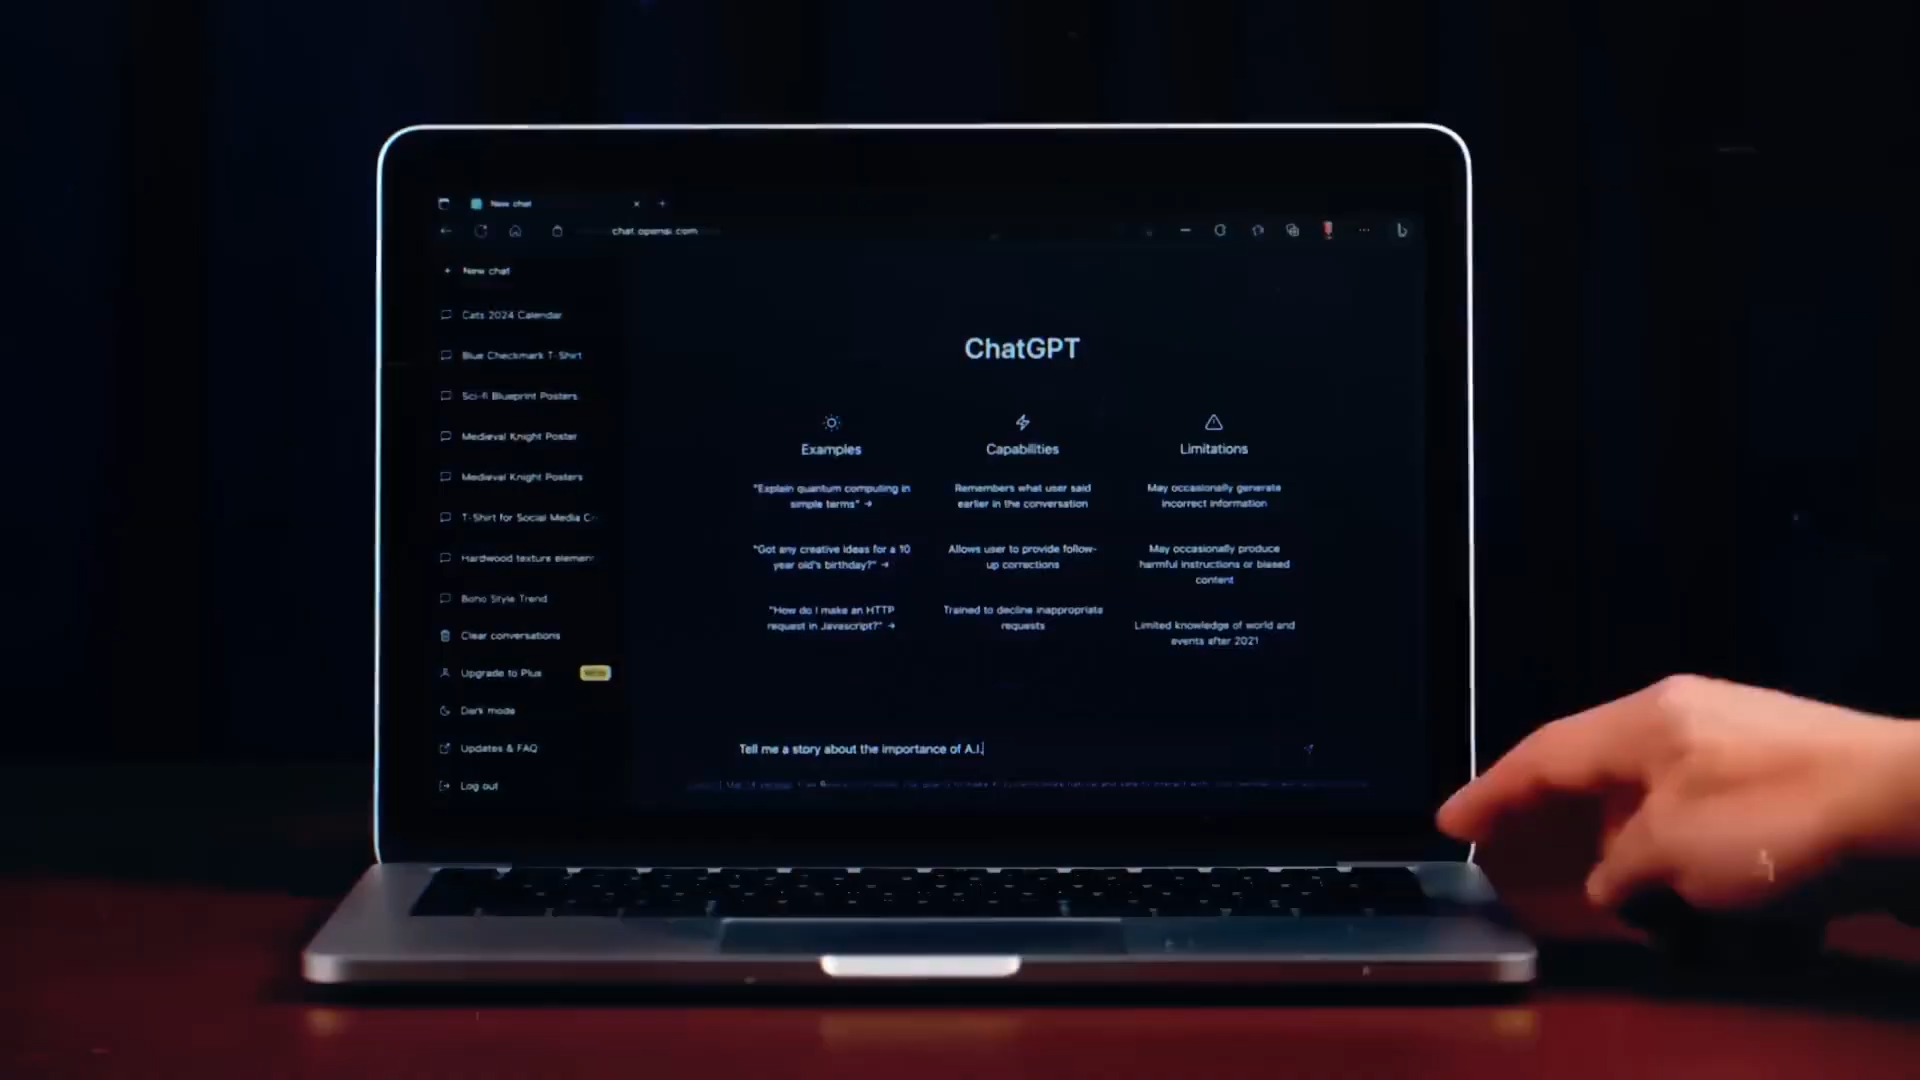 New chat
chat.openai.com
New chat
Cats 2024 Calendar
Blue Checkmark T-Shirt
Sci-fi Blueprint Posters
Medieval Knight Poster
Medieval Knight Posters
T-Shirt for Social Media C
Hardwood texture element
Boho Style Trend
Clear conversations
Upgrade to Plus
Dark mode
Updates & FAQ
Log out
ChatGPT
Examples
"Explain quantum computing in
simple terms" →
"Got any creative ideas for a 10
year old's birthday?" →
"How do I make an HTTP
request in Javascript?" →
Capabilities
Remembers what user said
earlier in the conversation
Allows user to provide follow-
up corrections
Trained to decline inappropriate
requests
Limitations
May occasionally generate
incorrect information
May occasionally produce
harmful instructions or biased
content
Limited knowledge of world and
events after 2021
Tell me a story about the importance of A.I.